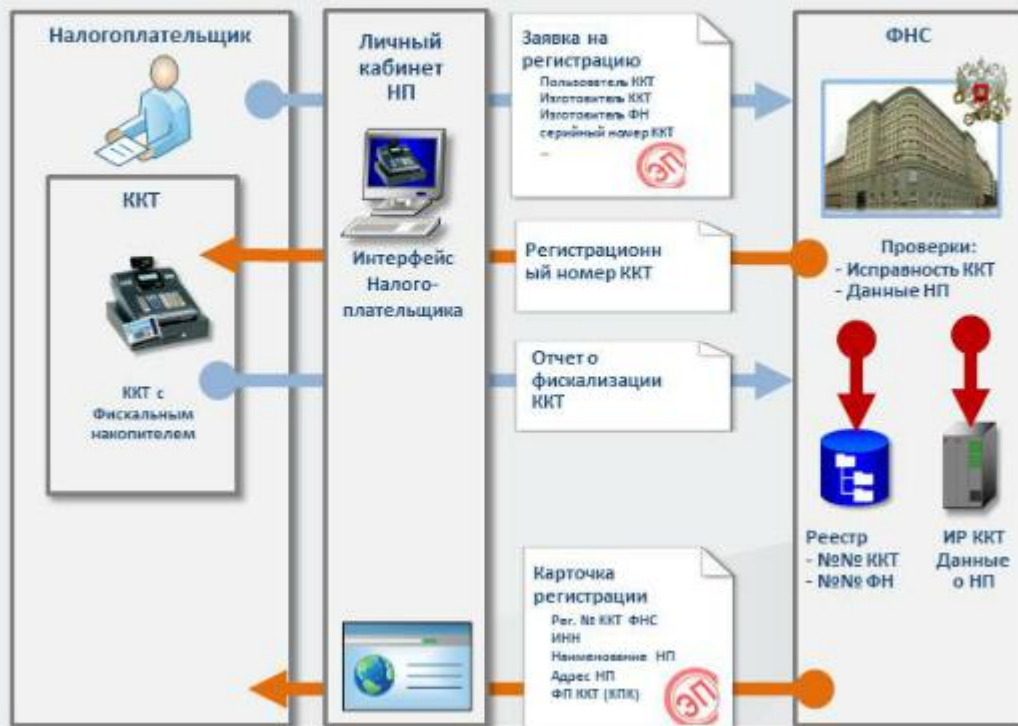 Налогоплательщик
ККТ
ККТ с
Фискальным
накопителем
Личный
кабинет
НП
Интерфейс
Налого-
плательщика
Заявка на
регистрацию
Пользователь ККТ
Изготовитель ККТ
Изготовитель ФН
серийный номер ККТ
...
ЭП
Регистрационн
ый номер ККТ
Отчет о
фискализации
ККТ
Карточка
регистрации
Рег. № ККТ ФНС
ИНН
Наименование НП
Адрес НП
ФП ККТ (КПК)
ЭП
ФНС
Проверки:
- Исправность ККТ
- Данные НП
Реестр
- №№ ККТ
- №№ ФН
ИР ККТ
Данные
о НП